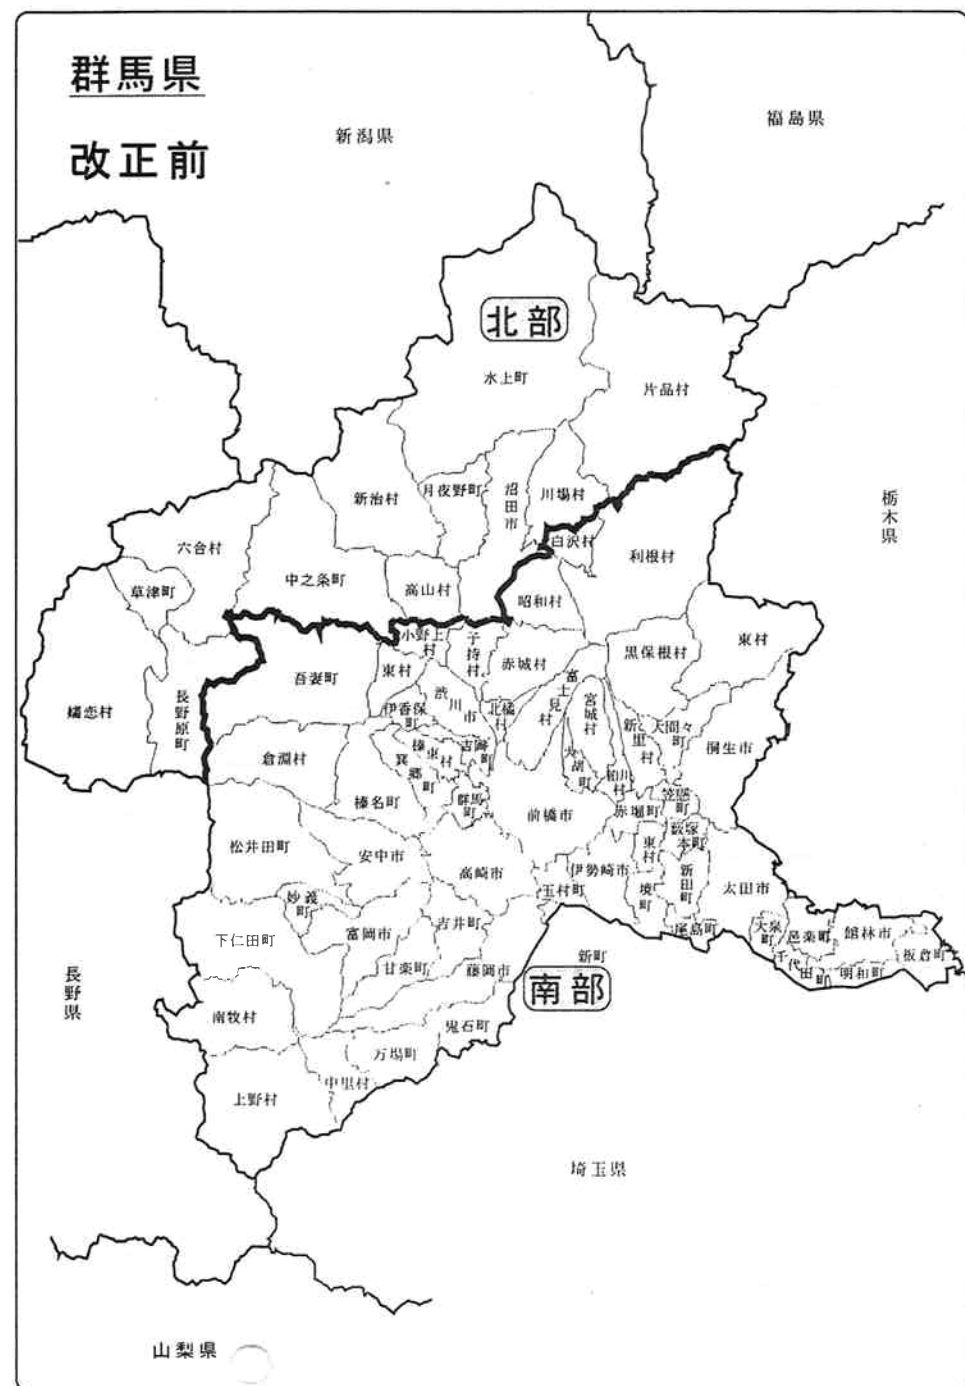 群馬県
改正前
新潟県
福島県
北部
水上町
片品村
新治村
月夜野町
沼田市
川場村
栃木県
六合村
白沢村
利根村
草津町
中之条町
高山村
昭和村
小野上村
子持村
赤城村
黒保根村
東村
吾妻町
東村
渋川市
富士見村
宮城村
嬬恋村
長野原町
伊香保町
北橘村
新里村
大間々町
桐生市
倉淵村
榛東村
吉岡町
箕郷町
大胡町
粕川村
榛名町
群馬町
前橋市
赤堀町
笠懸町
松井田町
安中市
高崎市
伊勢崎市
東村
藪塚本町
新田町
太田市
玉村町
境町
尾島町
妙義町
下仁田町
富岡市
吉井町
大泉町
邑楽町
館林市
板倉町
千代田町
明和町
甘楽町
藤岡市
新町
南部
長野県
南牧村
鬼石町
万場町
中里村
上野村
埼玉県
山梨県